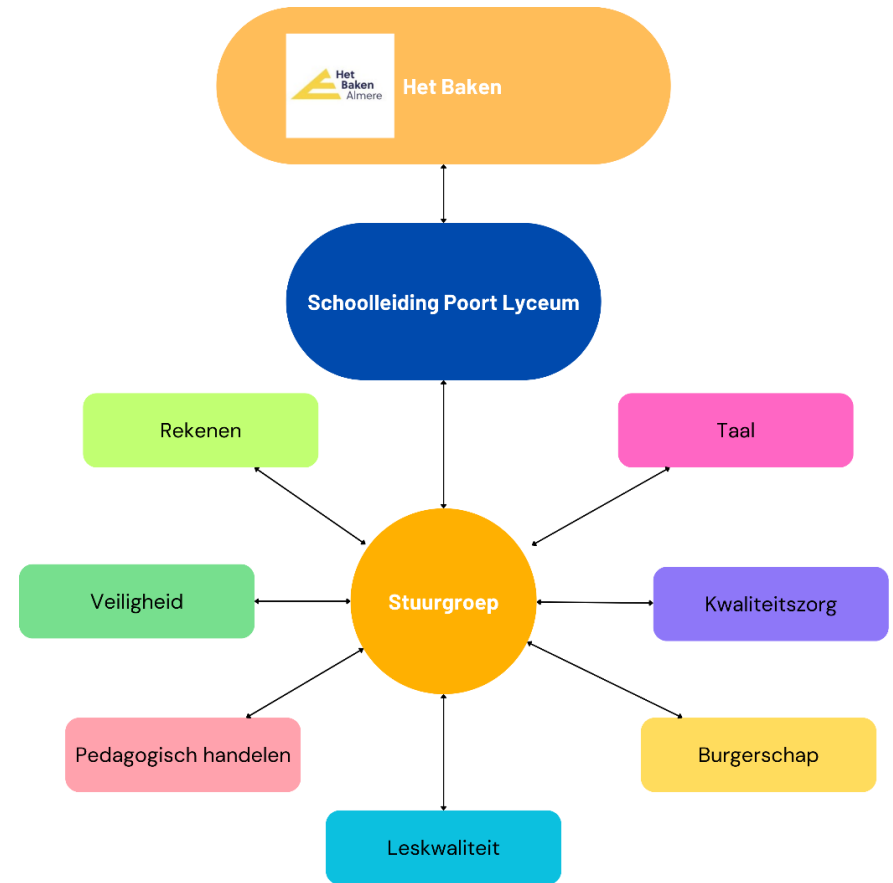 Het
Baken
Almere
Het Baken
Schoolleiding Poort Lyceum
Rekenen
Taal
Veiligheid
Stuurgroep
Kwaliteitszorg
Pedagogisch handelen
Burgerschap
Leskwaliteit